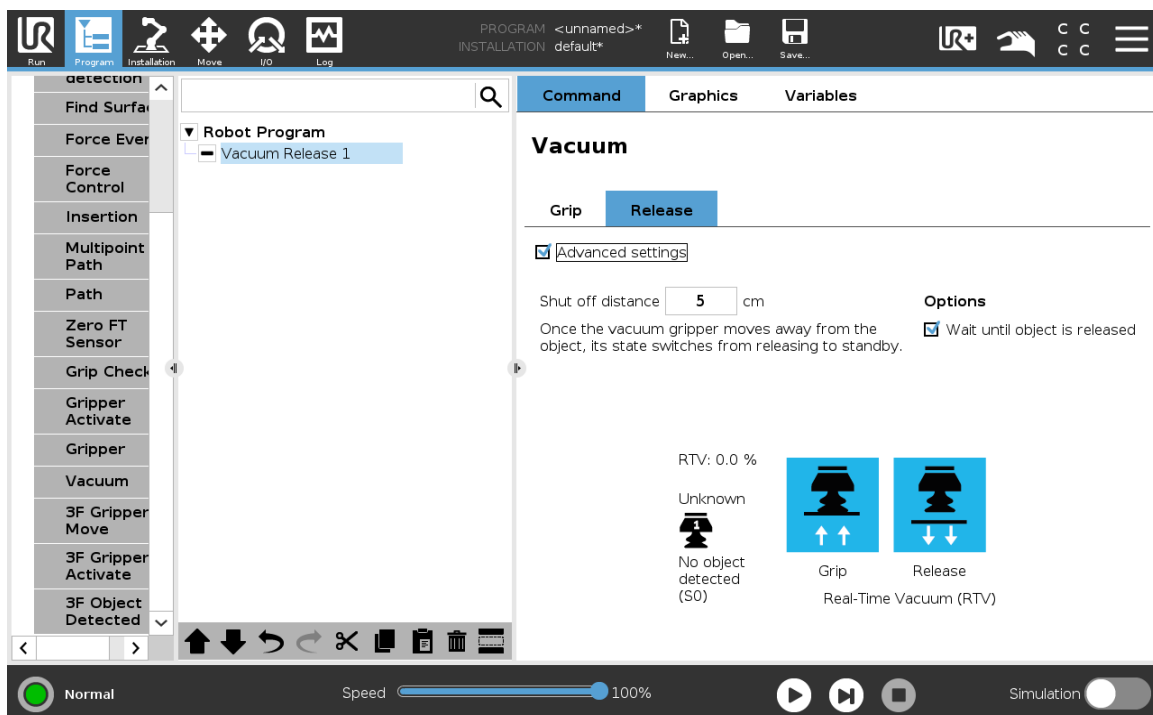 PROGRAM <unnamed>*
INSTALLATION default*
UR
Run
Program
Installation
Move
I/O
Log
New...
Open...
Save...
UR+
C C
C C
detection
Find Surfa
Force Even
Force
Control
Insertion
Multipoint
Path
Path
Zero FT
Sensor
Grip Check
Gripper
Activate
Gripper
Vacuum
3F Gripper
Move
3F Gripper
Activate
3F Object
Detected
Robot Program
Vacuum Release 1
Command Graphics Variables
Vacuum
Grip Release
Advanced settings
Shut off distance 5 cm
Once the vacuum gripper moves away from the
object, its state switches from releasing to standby.
Options
Wait until object is released
RTV: 0.0 %
Unknown
1
No object
detected
(S0)
Grip
Release
Real-Time Vacuum (RTV)
Normal
Speed 100%
Simulation